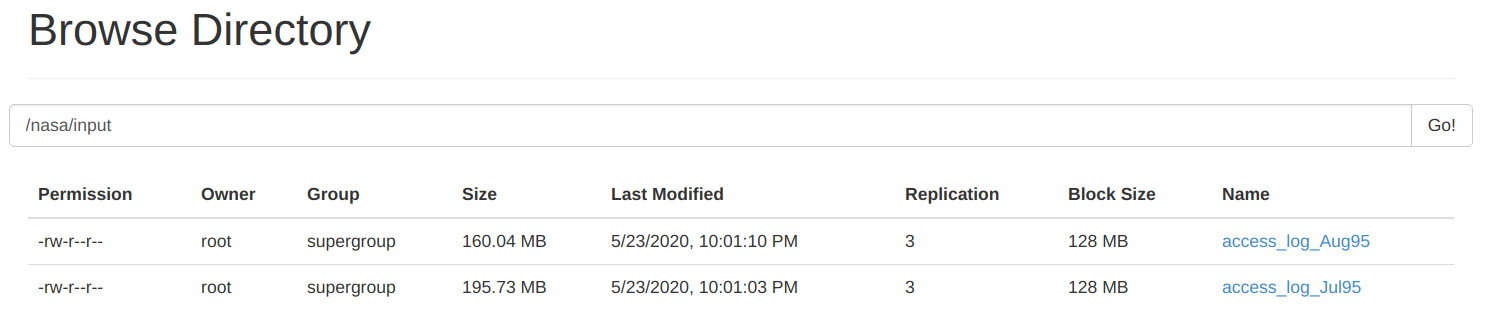 Browse Directory
/nasa/input Go!
Permission Owner Group Size Last Modified Replication Block Size Name
-rw-r--r-- root supergroup 160.04 MB 5/23/2020, 10:01:10 PM 3 128 MB access_log_Aug95
-rw-r--r-- root supergroup 195.73 MB 5/23/2020, 10:01:03 PM 3 128 MB access_log_Jul95